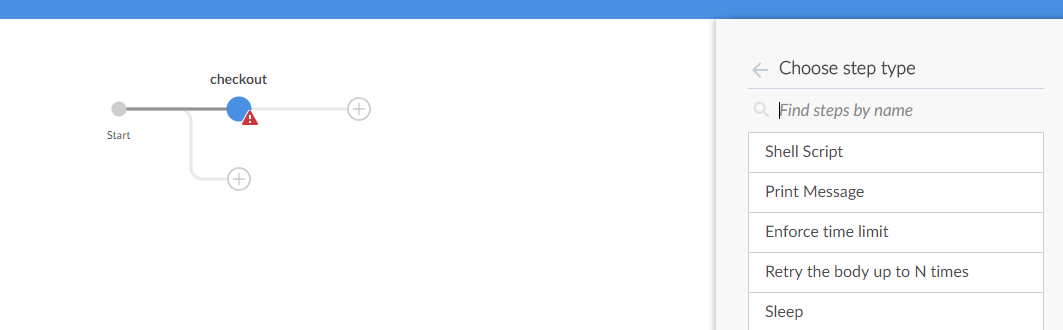 checkout
Start
Choose step type
Find steps by name
Shell Script
Print Message
Enforce time limit
Retry the body up to N times
Sleep